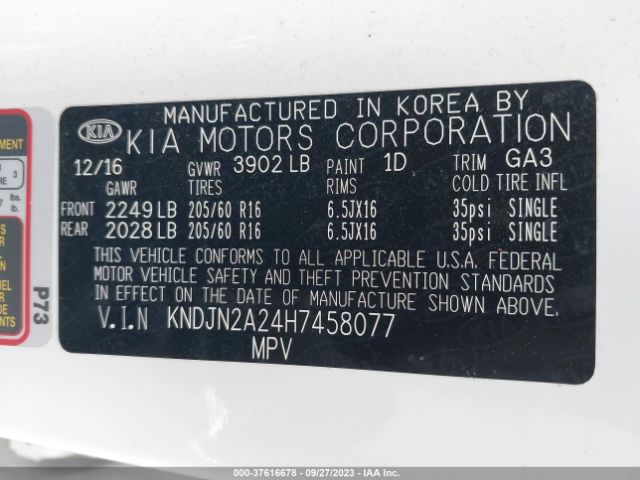 MANUFACTURED IN KOREA BY
KIA KIA MOTORS CORPORATION
12/16 GVWR 3902 LB PAINT 1D TRIM GA3
GAWR TIRES RIMS COLD TIRE INFL
FRONT 2249 LB 205/60 R16 6.5JX16 35psi SINGLE
REAR 2028 LB 205/60 R16 6.5JX16 35psi SINGLE
THIS VEHICLE CONFORMS TO ALL APPLICABLE U.S.A. FEDERAL
MOTOR VEHICLE SAFETY AND THEFT PREVENTION STANDARDS
IN EFFECT ON THE DATE OF MANUFACTURE SHOWN ABOVE.
V.I.N KNDJN2A24H7458077
MPV
P73
3
lbs.
000-37616678 - 09/27/2023 - IAA Inc.